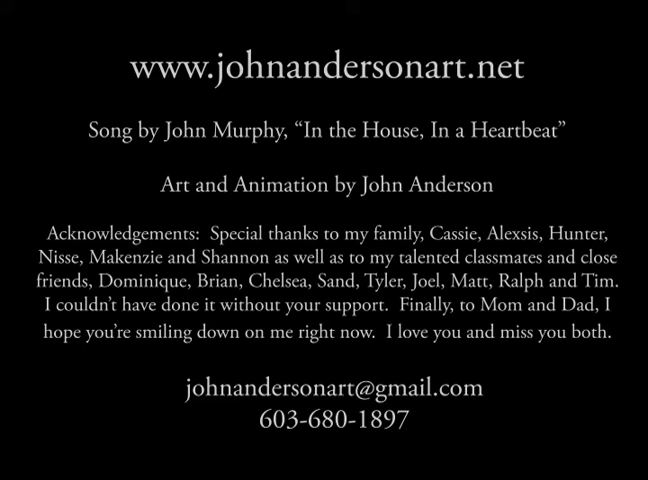 www.johnandersonart.net
Song by John Murphy, “In the House, In a Heartbeat”
Art and Animation by John Anderson
Acknowledgements:  Special thanks to my family, Cassie, Alexsis, Hunter,
Nisse, Makenzie and Shannon as well as to my talented classmates and close
friends, Dominique, Brian, Chelsea, Sand, Tyler, Joel, Matt, Ralph and Tim.
I couldn’t have done it without your support.  Finally, to Mom and Dad, I
hope you’re smiling down on me right now.  I love you and miss you both.
johnandersonart@gmail.com
603-680-1897